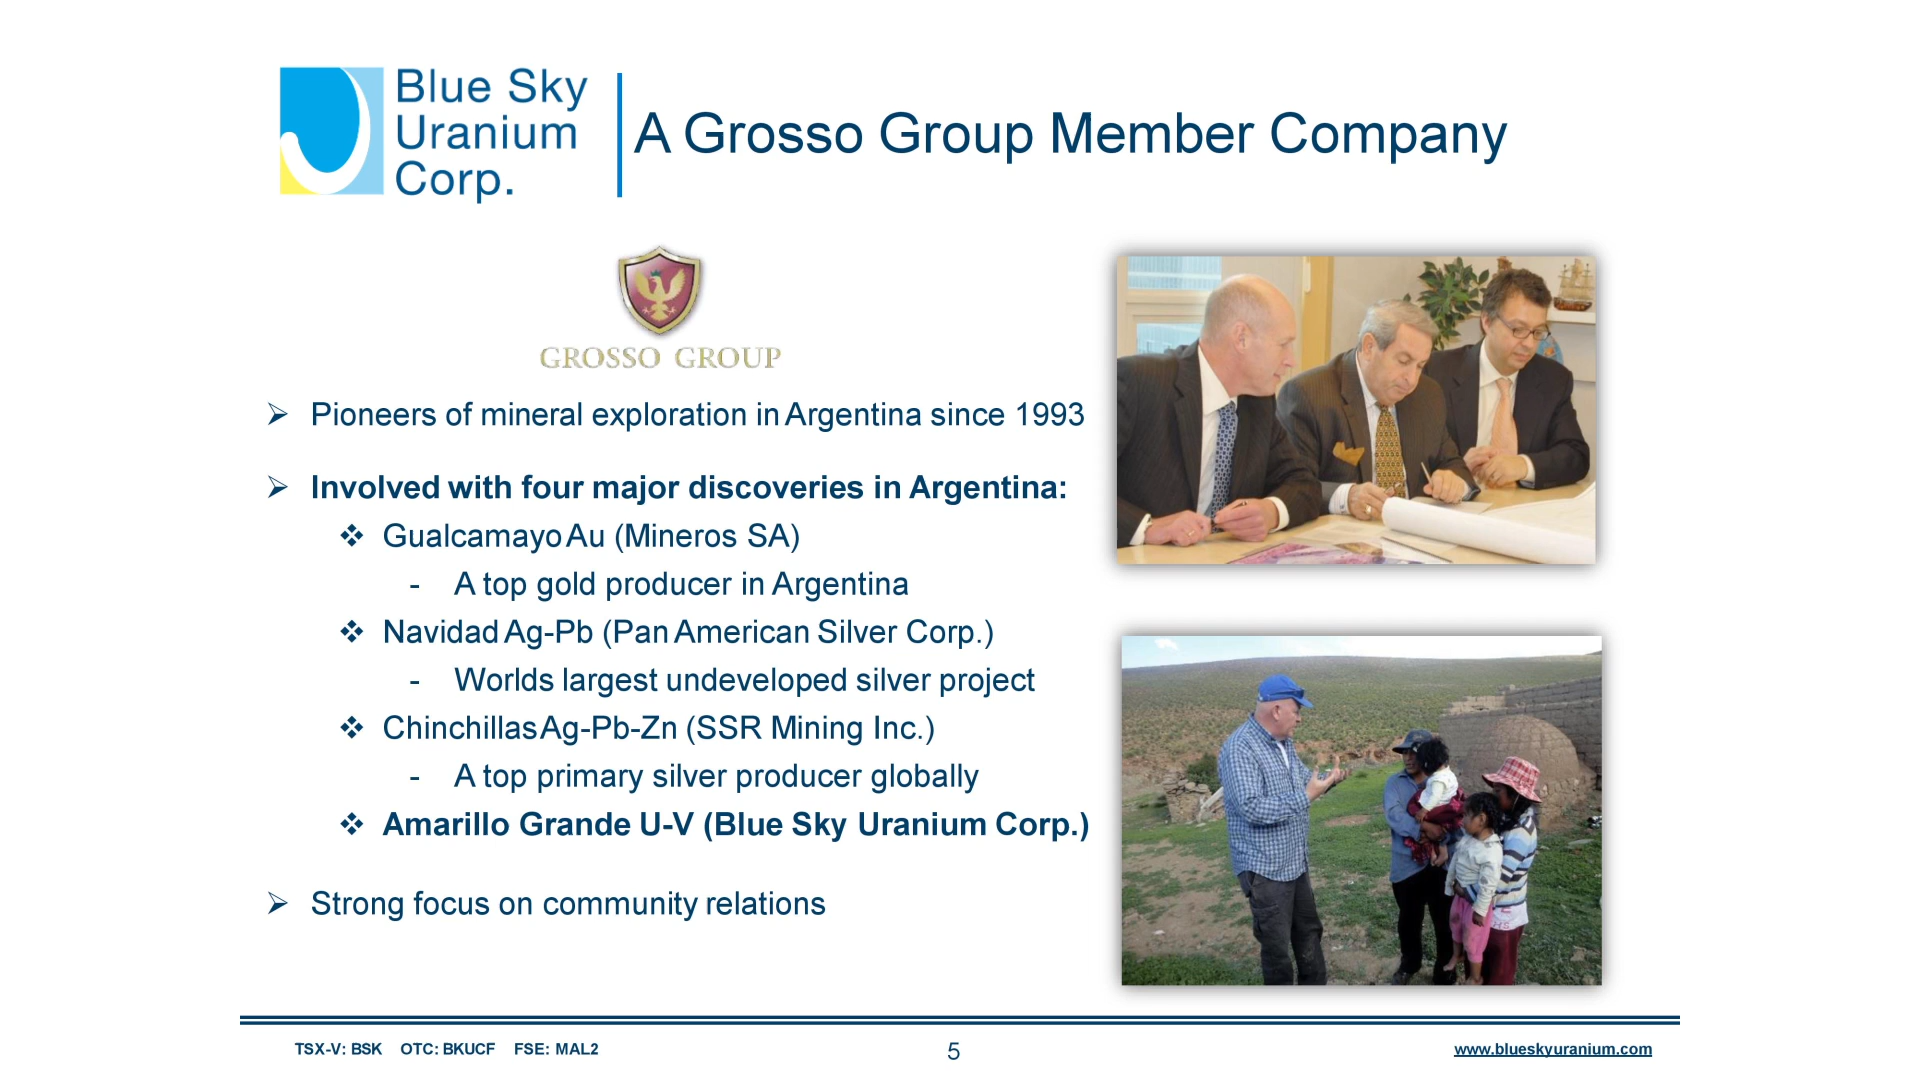 Blue Sky
Uranium
Corp.
A Grosso Group Member Company
GROSSO GROUP
Pioneers of mineral exploration in Argentina since 1993
Involved with four major discoveries in Argentina:
Gualcamayo Au (Mineros SA)
- A top gold producer in Argentina
Navidad Ag-Pb (Pan American Silver Corp.)
- Worlds largest undeveloped silver project
Chinchillas Ag-Pb-Zn (SSR Mining Inc.)
- A top primary silver producer globally
Amarillo Grande U-V (Blue Sky Uranium Corp.)
Strong focus on community relations
TSX-V: BSK OTC: BKUCF FSE: MAL2
5
www.blueskyuranium.com